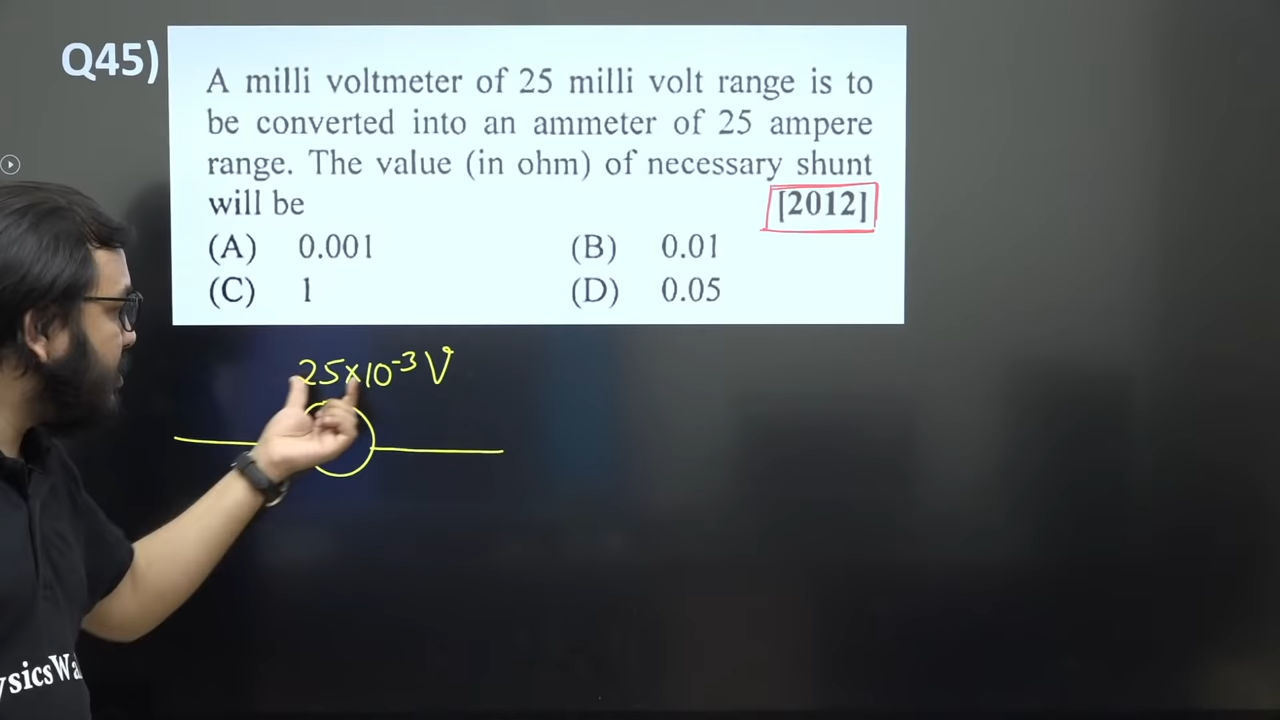 Q45)
A milli voltmeter of 25 milli volt range is to
be converted into an ammeter of 25 ampere
range. The value (in ohm) of necessary shunt
will be [2012]
(A) 0.001 (B) 0.01
(C) 1 (D) 0.05
25×10⁻³ V